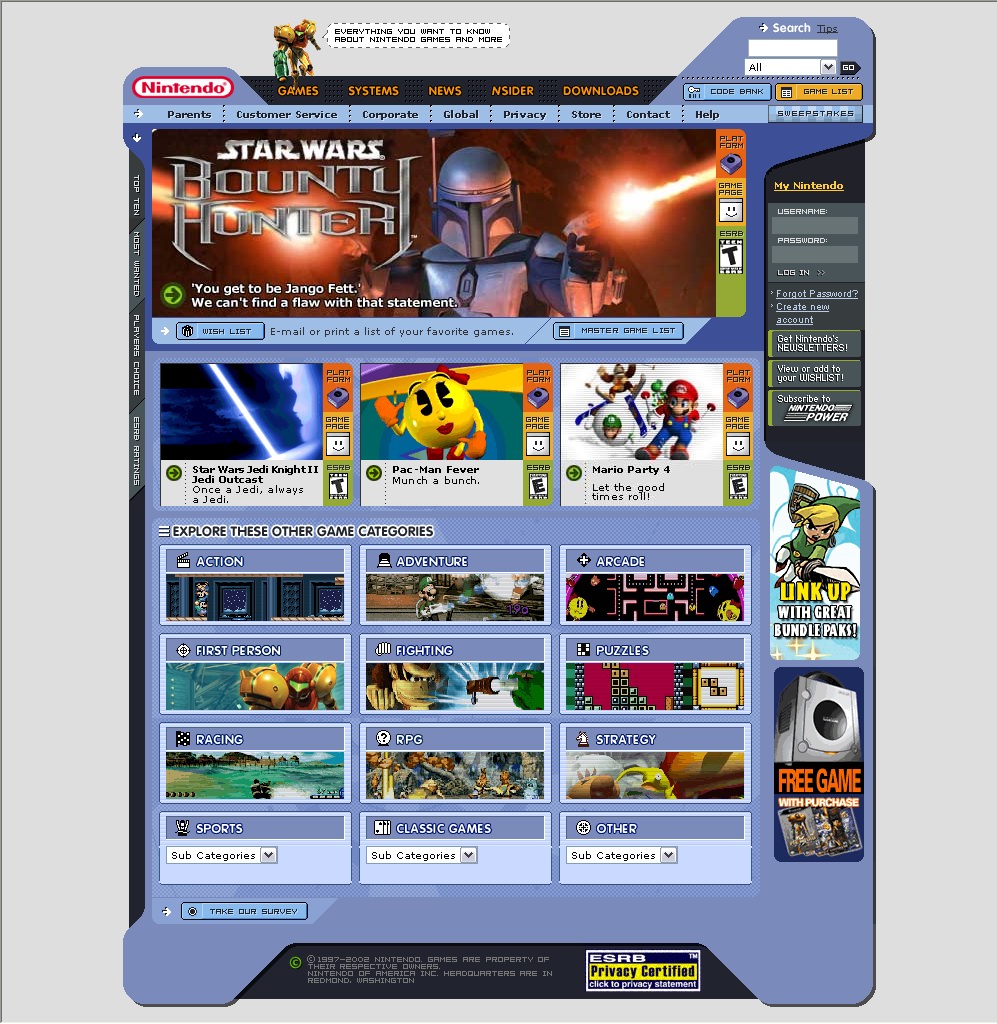 EVERYTHING YOU WANT TO KNOW
ABOUT NINTENDO GAMES AND MORE
Search Tips
All
GO
Nintendo
GAMES SYSTEMS NEWS NSIDER DOWNLOADS
CODE BANK
GAME LIST
Parents Customer Service Corporate Global Privacy Store Contact Help
SWEEPSTAKES
TOP TEN
MOST WANTED
PLAYERS CHOICE
ESRB RATINGS
STAR WARS
BOUNTY
HUNTER
PLAT
FORM
GAME
PAGE
ESRB
TEEN
T
'You get to be Jango Fett.'
We can't find a flaw with that statement.
WISH LIST E-mail or print a list of your favorite games.
MASTER GAME LIST
My Nintendo
USERNAME:
PASSWORD:
LOG IN >>
Forgot Password?
Create new
account
Get Nintendo's
NEWSLETTERS!
View or add to
your WISHLIST!
Subscribe to
NINTENDO
POWER
PLAT
FORM
GAME
PAGE
ESRB
T
Star Wars Jedi Knight II
Jedi Outcast
Once a Jedi, always
a Jedi.
PLAT
FORM
GAME
PAGE
ESRB
E
Pac-Man Fever
Munch a bunch.
PLAT
FORM
GAME
PAGE
ESRB
E
Mario Party 4
Let the good
times roll!
EXPLORE THESE OTHER GAME CATEGORIES
ACTION
ADVENTURE
ARCADE
FIRST PERSON
FIGHTING
PUZZLES
RACING
RPG
STRATEGY
SPORTS
CLASSIC GAMES
OTHER
Sub Categories
Sub Categories
Sub Categories
LINK UP
WITH GREAT
BUNDLE PAKS!
FREE GAME
WITH PURCHASE
TAKE OUR SURVEY
©1997-2002 NINTENDO. GAMES ARE PROPERTY OF
THEIR RESPECTIVE OWNERS.
NINTENDO OF AMERICA INC. HEADQUARTERS ARE IN
REDMOND, WASHINGTON
ESRB TM
Privacy Certified
click to privacy statement